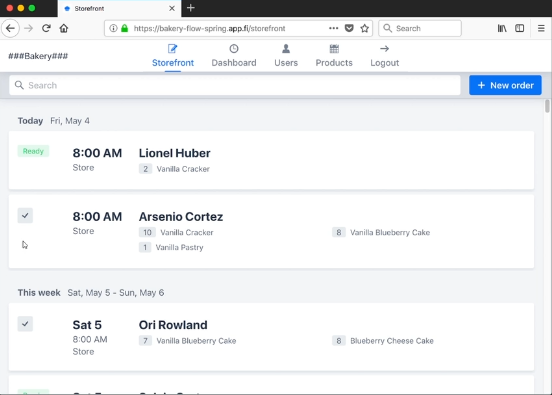 Storefront
https://bakery-flow-spring.app.fi/storefront
Search
###Bakery###
Storefront
Dashboard
Users
Products
Logout
Search
+ New order
Today Fri, May 4
Ready
8:00 AM
Store
Lionel Huber
2 Vanilla Cracker
8:00 AM
Store
Arsenio Cortez
10 Vanilla Cracker
8 Vanilla Blueberry Cake
1 Vanilla Pastry
This week Sat, May 5 - Sun, May 6
Sat 5
8:00 AM
Store
Ori Rowland
7 Vanilla Blueberry Cake
8 Blueberry Cheese Cake